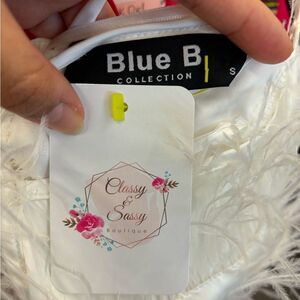 Blue B
COLLECTION
S
Classy
&
Sassy
boutique